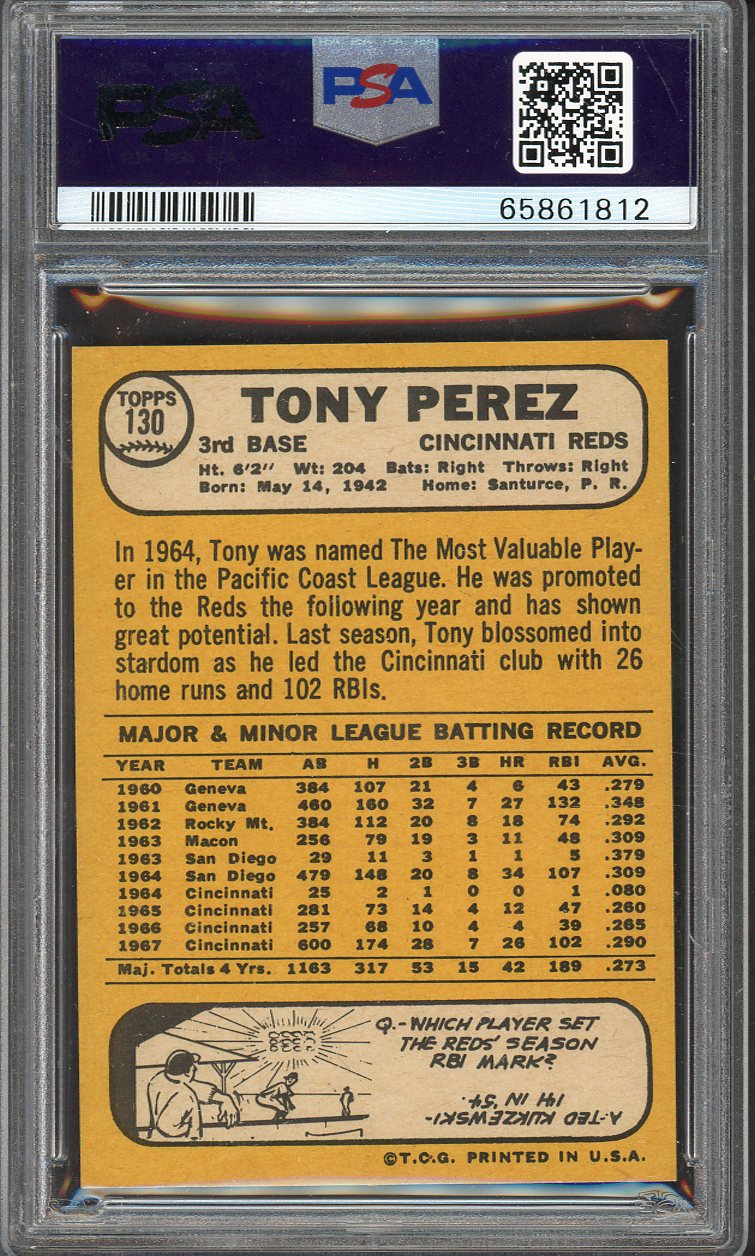 PSA
PSA
65861812
TOPPS
130
TONY PEREZ
3rd BASE CINCINNATI REDS
Ht. 6'2" Wt: 204 Bats: Right Throws: Right
Born: May 14, 1942 Home: Santurce, P. R.
In 1964, Tony was named The Most Valuable Play-
er in the Pacific Coast League. He was promoted
to the Reds the following year and has shown
great potential. Last season, Tony blossomed into
stardom as he led the Cincinnati club with 26
home runs and 102 RBIs.
MAJOR & MINOR LEAGUE BATTING RECORD
YEAR TEAM AB H 2B 3B HR RBI AVG.
1960 Geneva 384 107 21 4 6 43 .279
1961 Geneva 460 160 32 7 27 132 .348
1962 Rocky Mt. 384 112 20 8 18 74 .292
1963 Macon 256 79 19 3 11 48 .309
1963 San Diego 29 11 3 1 1 5 .379
1964 San Diego 479 148 20 8 34 107 .309
1964 Cincinnati 25 2 1 0 0 1 .080
1965 Cincinnati 281 73 14 4 12 47 .260
1966 Cincinnati 257 68 10 4 4 39 .265
1967 Cincinnati 600 174 28 7 26 102 .290
Maj. Totals 4 Yrs. 1163 317 53 15 42 189 .273
Q.-WHICH PLAYER SET
THE REDS' SEASON
RBI MARK?
A-TED KUKZEWSKI-
141 IN '54.
©T.C.G. PRINTED IN U.S.A.